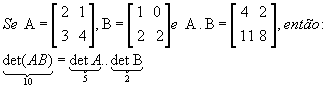 Se A = [2 1; 3 4], B = [1 0; 2 2] e A . B = [4 2; 11 8], então:
det(AB) = det A . . det B
10 5 2